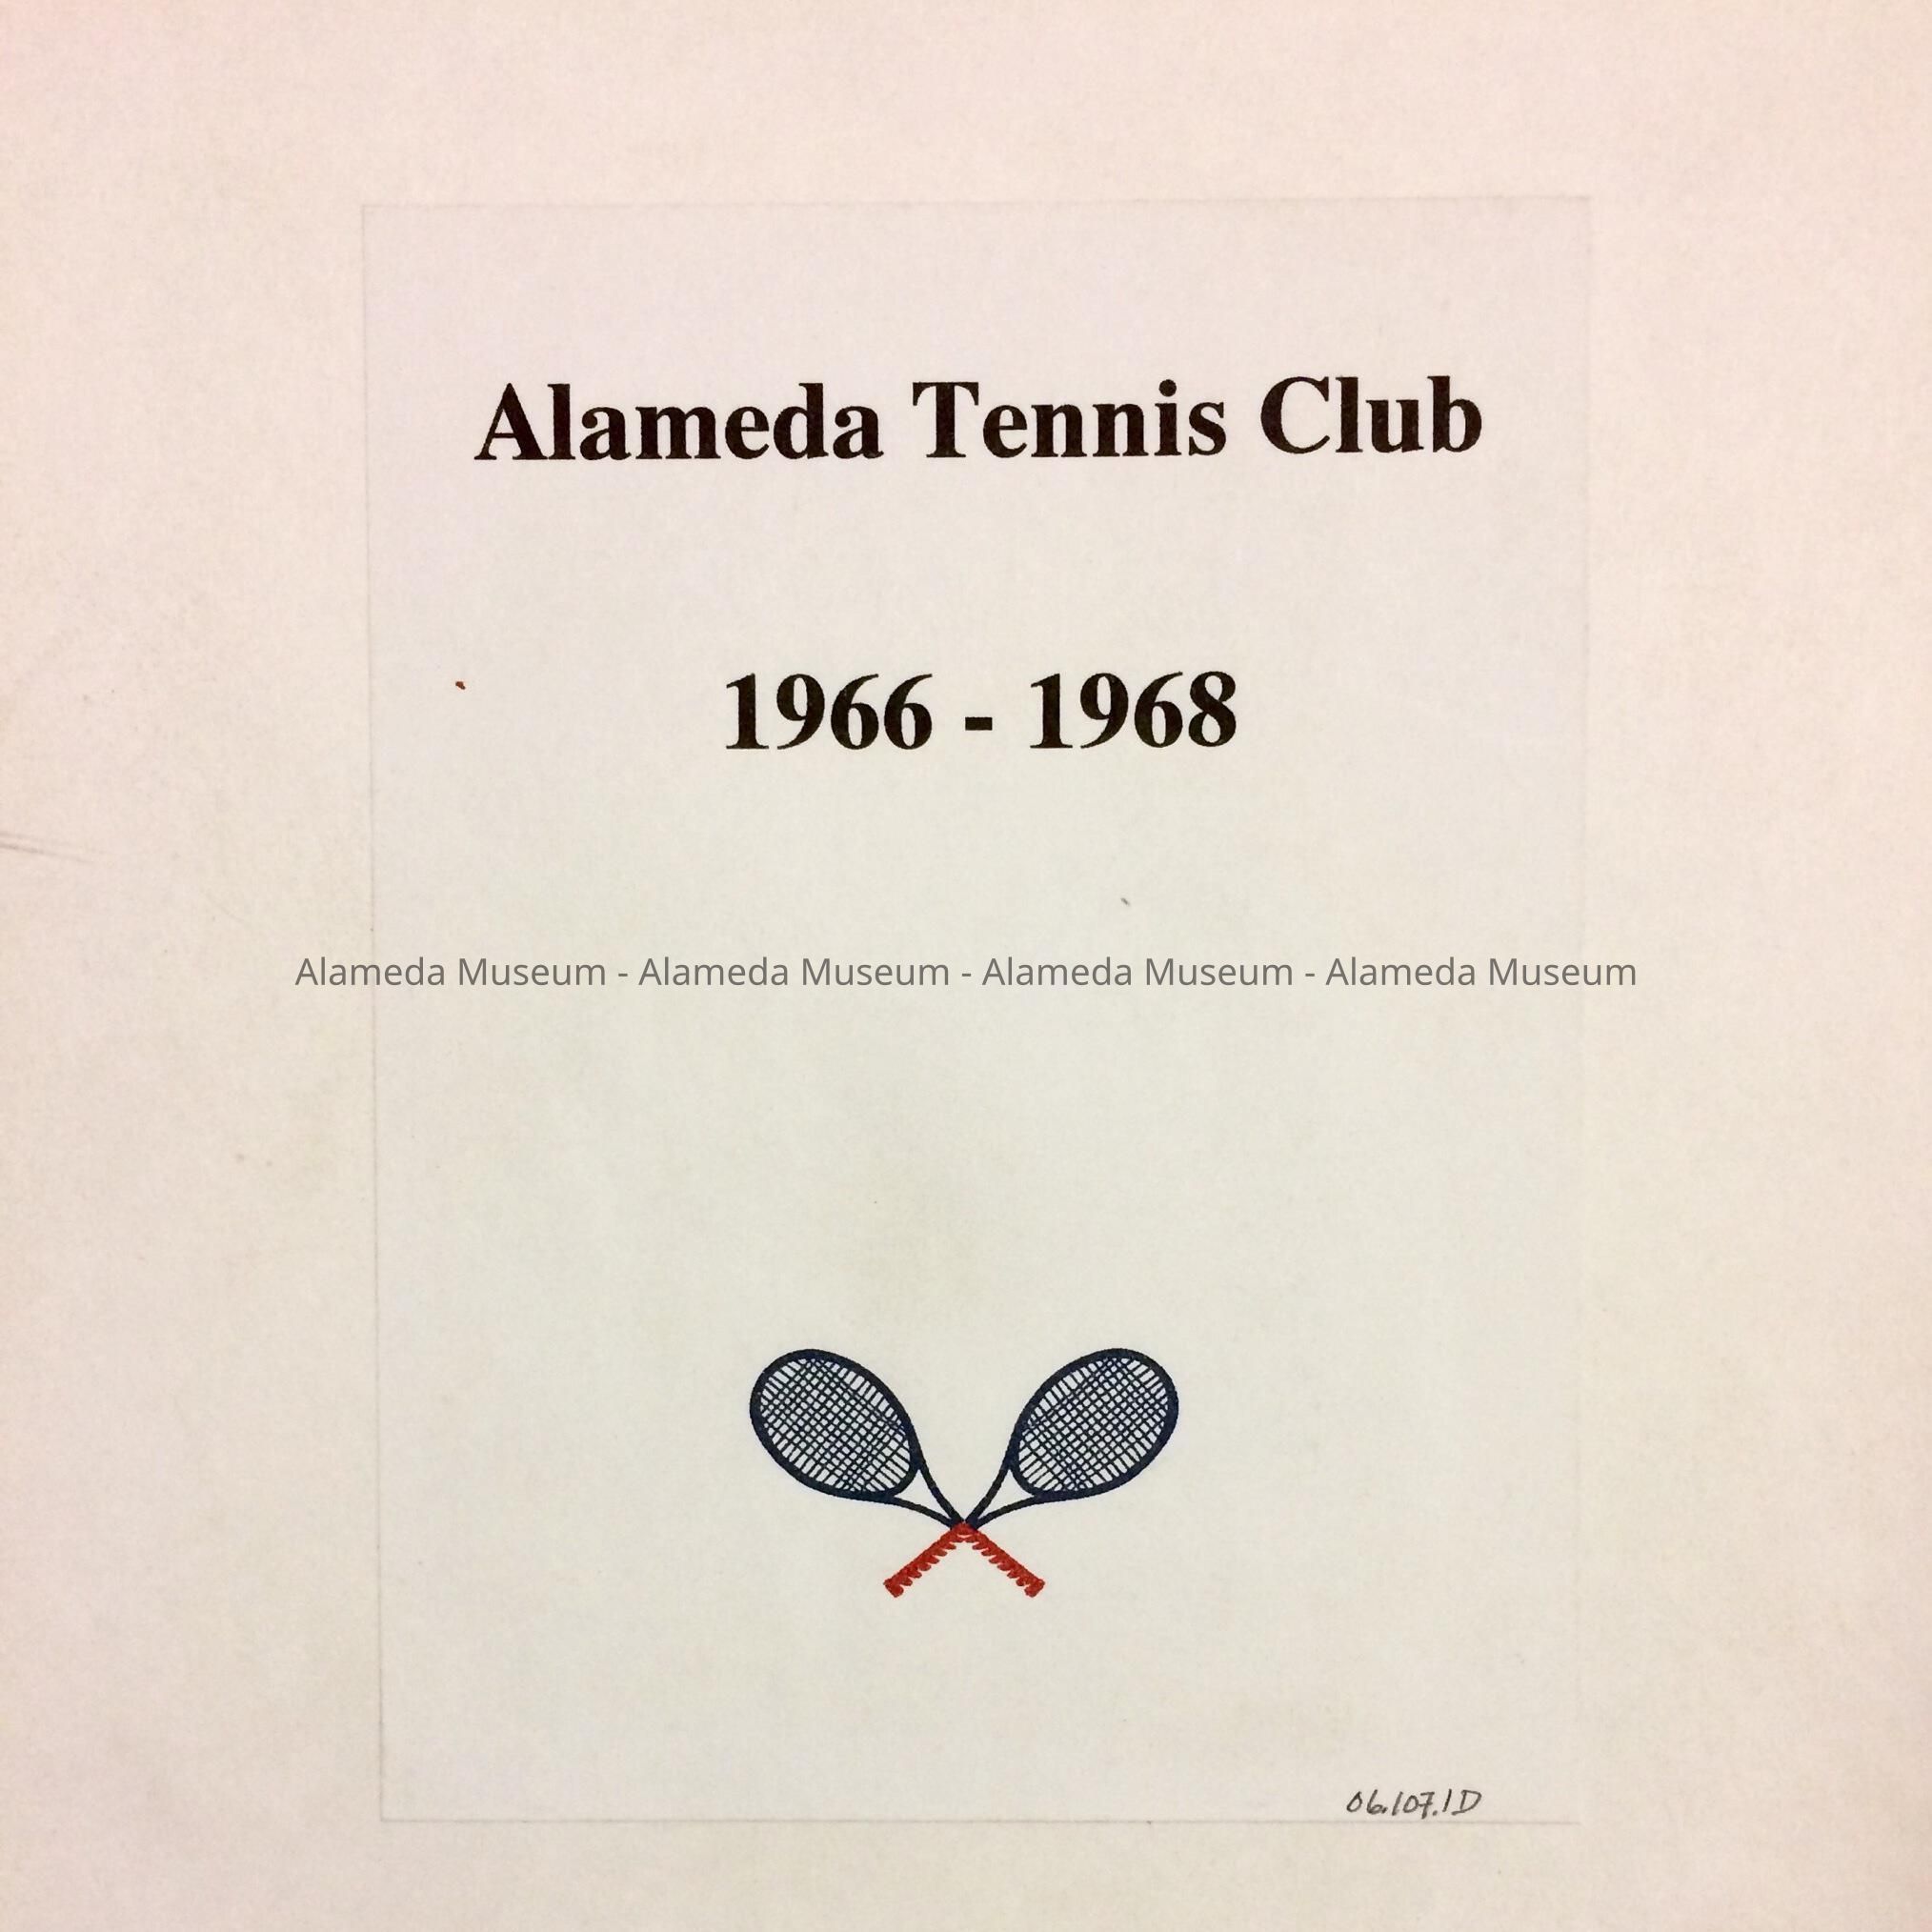 Alameda Tennis Club
1966 - 1968
Alameda Museum - Alameda Museum - Alameda Museum - Alameda Museum
06.107.1D